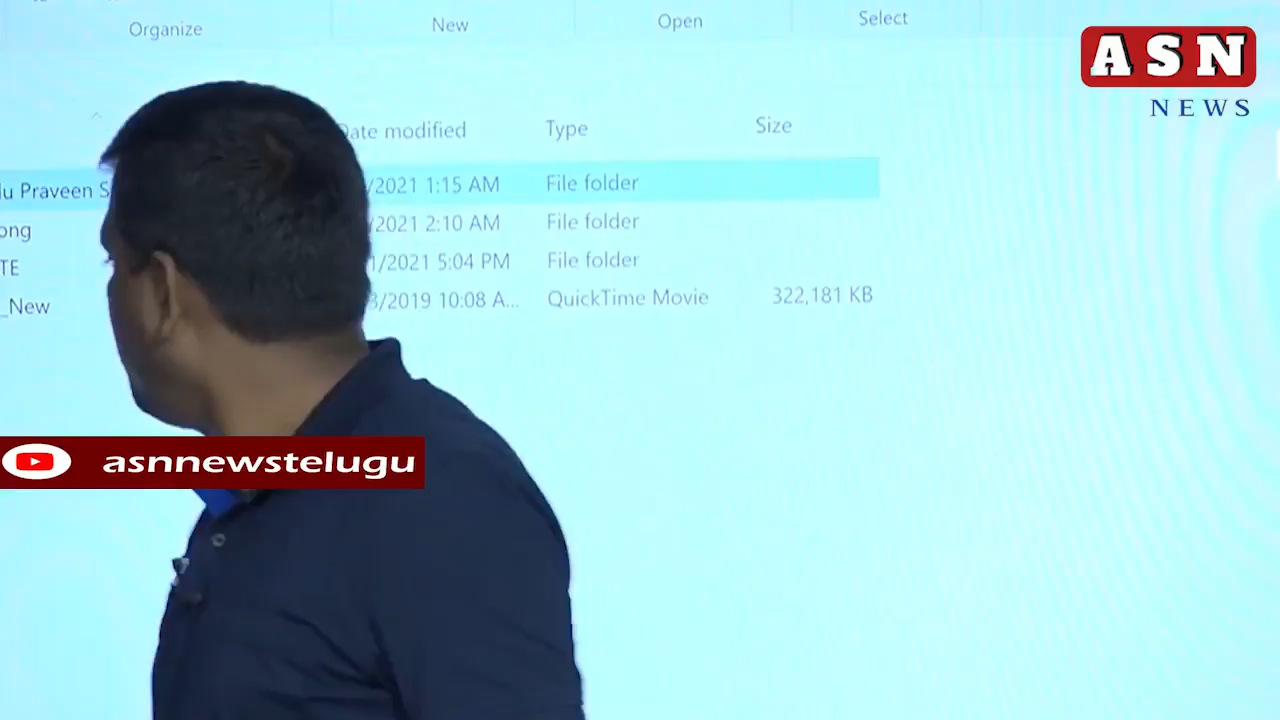 Organize New Open Select
ASN
NEWS
Date modified Type Size
lu Praveen S /2021 1:15 AM File folder
ong /2021 2:10 AM File folder
TE 1/2021 5:04 PM File folder
_New 3/2019 10:08 A... QuickTime Movie 322,181 KB
asnnewstelugu